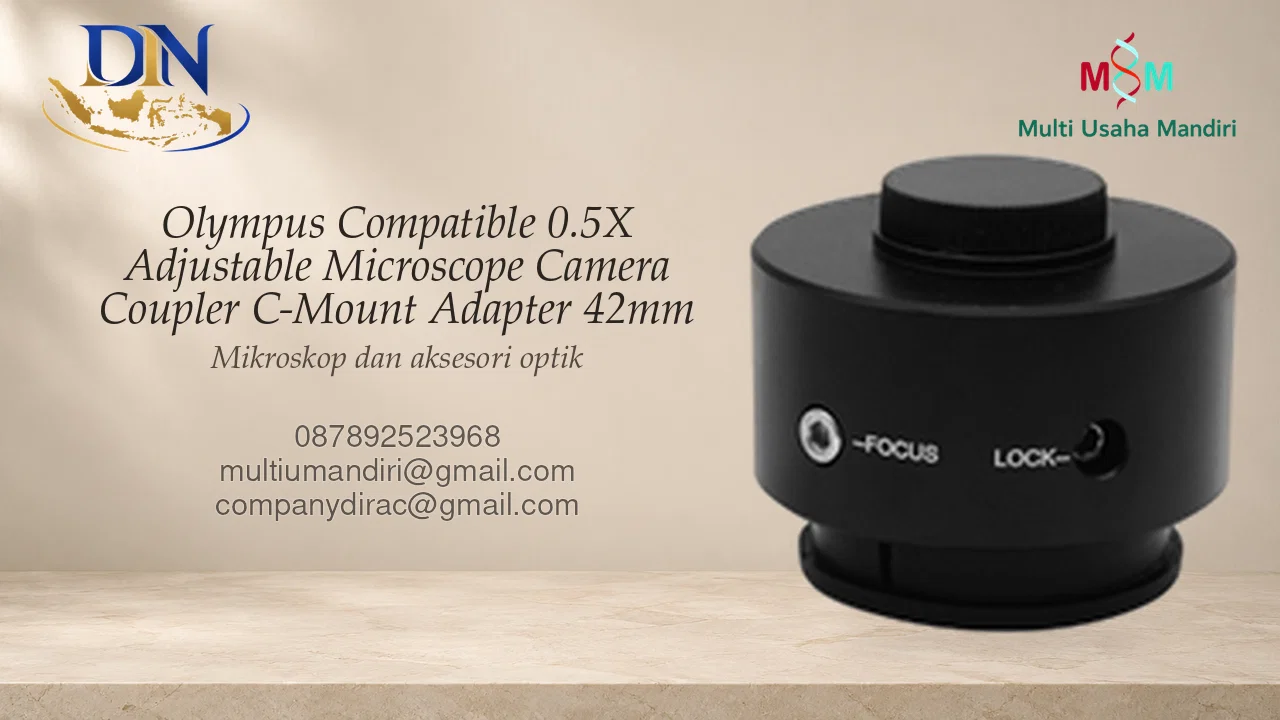 DN
M M
Multi Usaha Mandiri
Olympus Compatible 0.5X
Adjustable Microscope Camera
Coupler C-Mount Adapter 42mm
Mikroskop dan aksesori optik
087892523968
multiumandiri@gmail.com
companydirac@gmail.com
-FOCUS
LOCK-